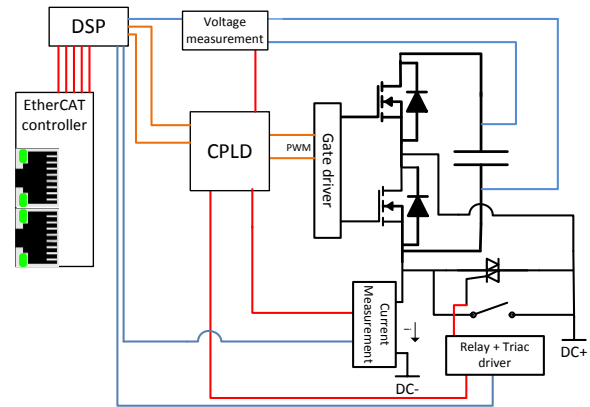 DSP
Voltage
measurement
EtherCAT
controller
CPLD
PWM
Gate driver
Current
Measurement
i
Relay + Triac
driver
DC+
DC-